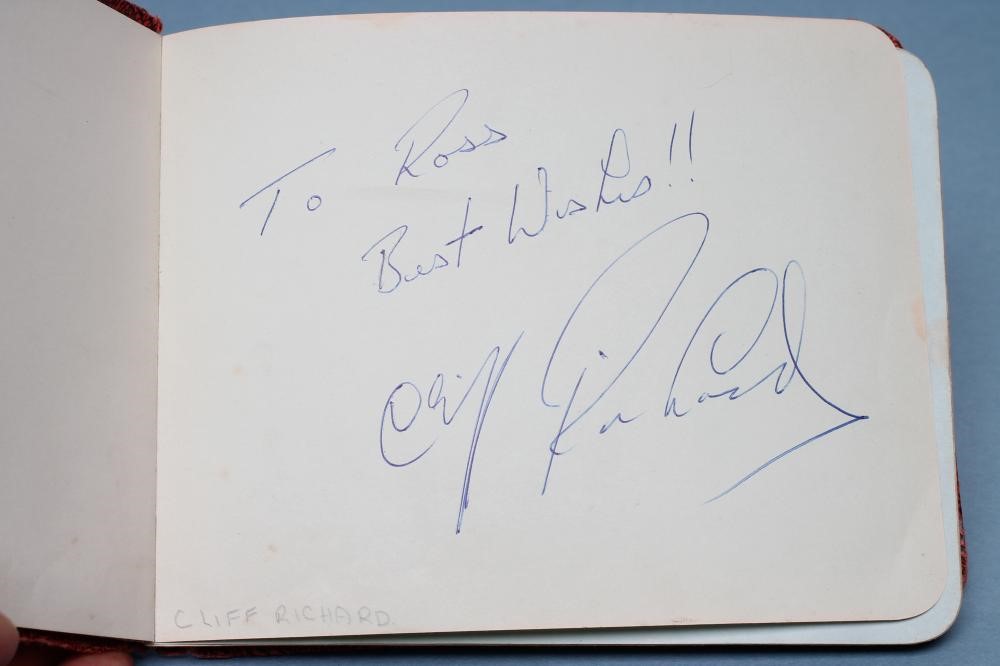 To Ross
Best Wishes!!
Cliff Richard
CLIFF RICHARD.